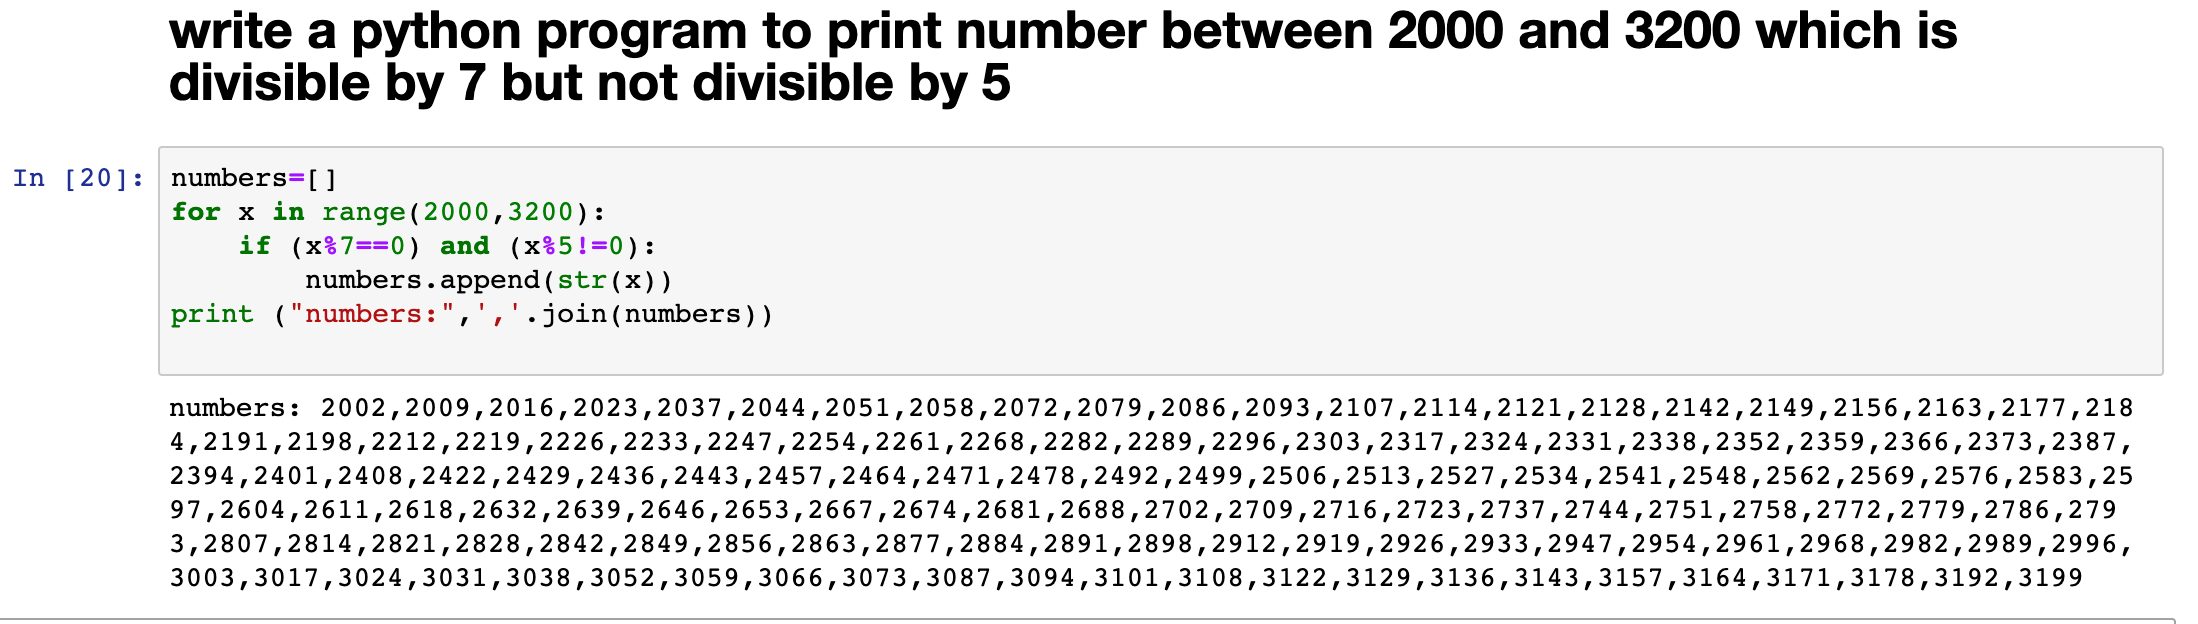 write a python program to print number between 2000 and 3200 which is
divisible by 7 but not divisible by 5
In [20]:
numbers=[]
for x in range(2000,3200):
    if (x%7==0) and (x%5!=0):
        numbers.append(str(x))
print ("numbers:",','.join(numbers))
numbers: 2002,2009,2016,2023,2037,2044,2051,2058,2072,2079,2086,2093,2107,2114,2121,2128,2142,2149,2156,2163,2177,218
4,2191,2198,2212,2219,2226,2233,2247,2254,2261,2268,2282,2289,2296,2303,2317,2324,2331,2338,2352,2359,2366,2373,2387,
2394,2401,2408,2422,2429,2436,2443,2457,2464,2471,2478,2492,2499,2506,2513,2527,2534,2541,2548,2562,2569,2576,2583,25
97,2604,2611,2618,2632,2639,2646,2653,2667,2674,2681,2688,2702,2709,2716,2723,2737,2744,2751,2758,2772,2779,2786,279
3,2807,2814,2821,2828,2842,2849,2856,2863,2877,2884,2891,2898,2912,2919,2926,2933,2947,2954,2961,2968,2982,2989,2996,
3003,3017,3024,3031,3038,3052,3059,3066,3073,3087,3094,3101,3108,3122,3129,3136,3143,3157,3164,3171,3178,3192,3199